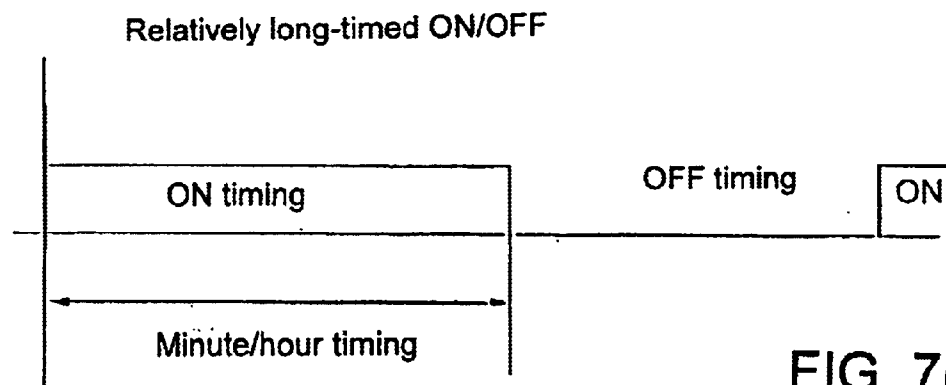 Relatively long-timed ON/OFF
ON timing
OFF timing
ON
Minute/hour timing
FIG. 7